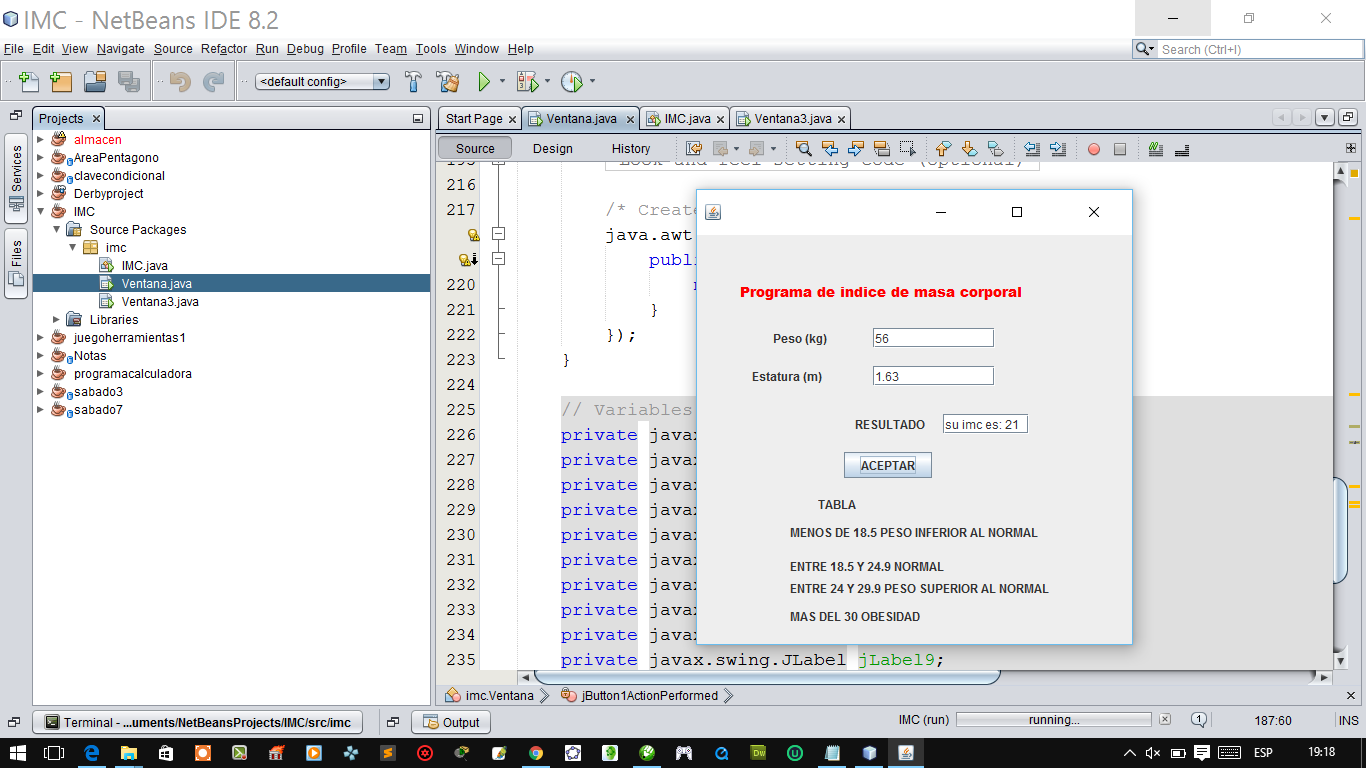 IMC - NetBeans IDE 8.2
File Edit View Navigate Source Refactor Run Debug Profile Team Tools Window Help
Search (Ctrl+I)
<default config>
Projects
Start Page Ventana.java IMC.java Ventana3.java
Services
Files
almacen
AreaPentagono
clavecondicional
Derbyproject
IMC
Source Packages
imc
IMC.java
Ventana.java
Ventana3.java
Libraries
juegoherramientas1
Notas
programacalculadora
sabado3
sabado7
Source Design History
216
217 /* Create
java.awt
publi
220
221 }
222 });
223 }
224
225 // Variables
226 private javax
227 private javax
228 private javax
229 private javax
230 private javax
231 private javax
232 private javax
233 private javax
234 private javax
235 private javax.swing.JLabel jLabel9;
Programa de indice de masa corporal
Peso (kg) 56
Estatura (m) 1.63
RESULTADO su imc es: 21
ACEPTAR
TABLA
MENOS DE 18.5 PESO INFERIOR AL NORMAL
ENTRE 18.5 Y 24.9 NORMAL
ENTRE 24 Y 29.9 PESO SUPERIOR AL NORMAL
MAS DEL 30 OBESIDAD
imc.Ventana jButton1ActionPerformed
Terminal - ...uments/NetBeansProjects/IMC/src/imc Output
IMC (run) running... 1 187:60 INS
ESP 19:18